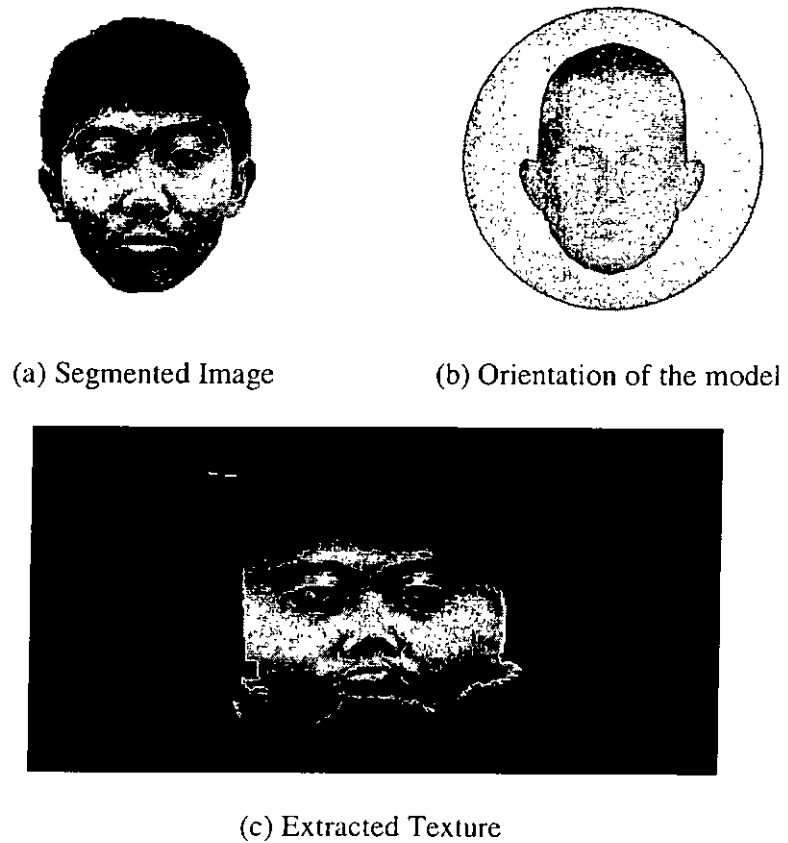 (a) Segmented Image
(b) Orientation of the model
(c) Extracted Texture